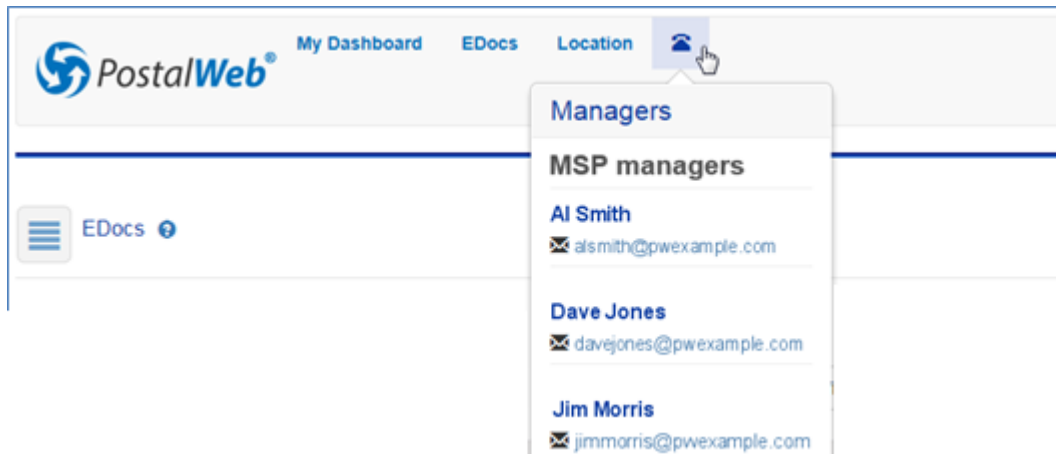 PostalWeb®
My Dashboard EDocs Location
Managers
MSP managers
EDocs
Al Smith
alsmith@pwexample.com
Dave Jones
davejones@pwexample.com
Jim Morris
jimmorris@pwexample.com